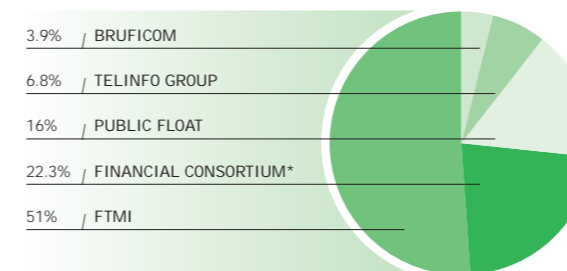 3.9% / BRUFICOM
6.8% / TELINFO GROUP
16% / PUBLIC FLOAT
22.3% / FINANCIAL CONSORTIUM*
51% / FTMI